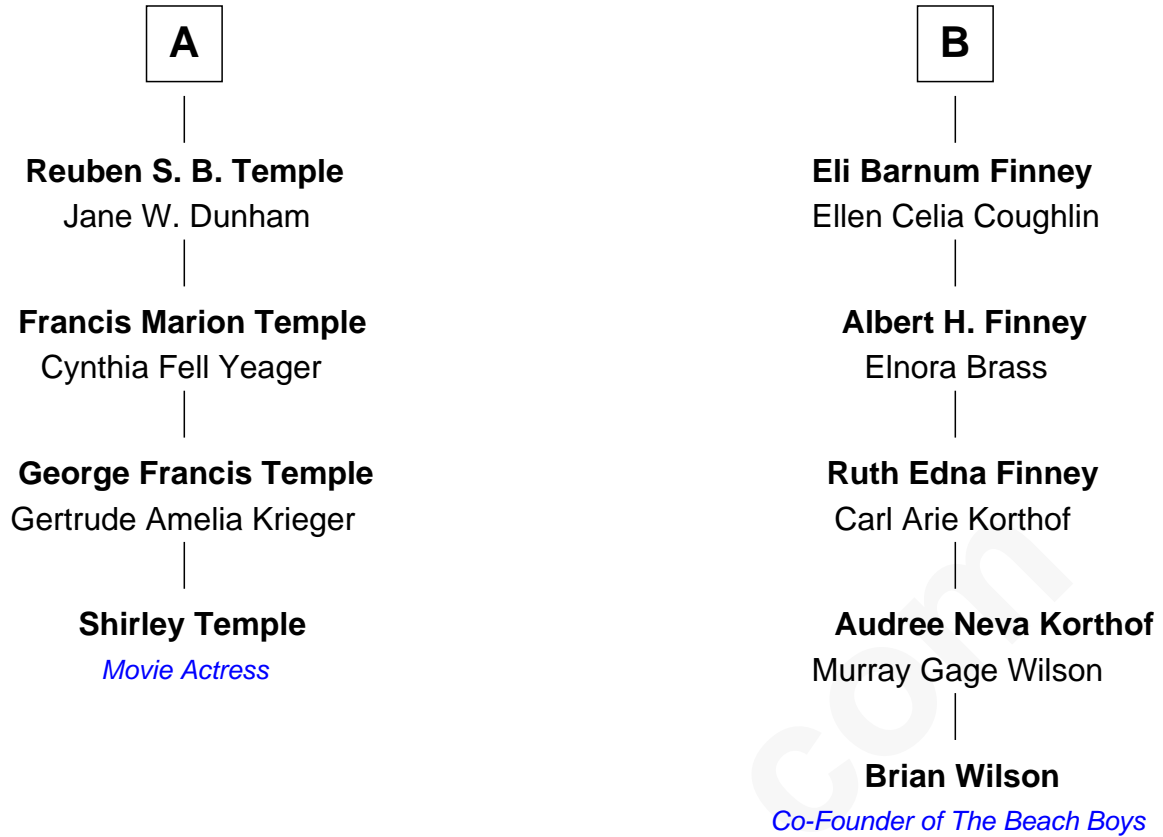 A
Reuben S. B. Temple
Jane W. Dunham
Francis Marion Temple
Cynthia Fell Yeager
George Francis Temple
Gertrude Amelia Krieger
Shirley Temple
Movie Actress
B
Eli Barnum Finney
Ellen Celia Coughlin
Albert H. Finney
Elnora Brass
Ruth Edna Finney
Carl Arie Korthof
Audree Neva Korthof
Murray Gage Wilson
Brian Wilson
Co-Founder of The Beach Boys
com